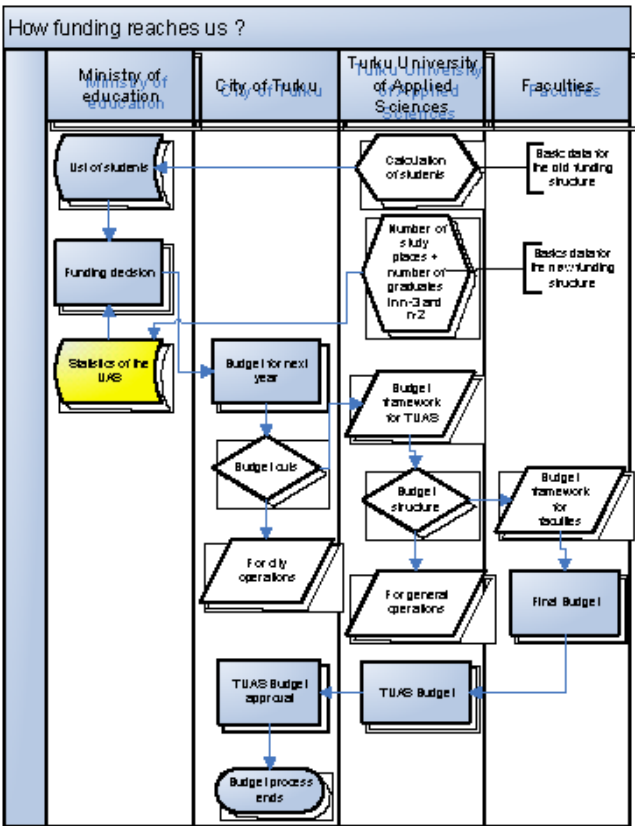 How funding reaches us ?
Ministry of
education
City of Turku
Turku University
of Applied
Sciences
Faculties
List of students
Calculation
of students
Basic data for
the old funding
structure
Funding decision
Number of
study
places +
number of
graduates
in n-3 and
n-2
Basics data for
the new funding
structure
Statistics of the
UAS
Budget for next
year
Budget
framework
for TUAS
Budget cuts
Budget
structure
Budget
framework
for
faculties
For city
operations
For general
operations
Final Budget
TUAS Budget
approval
TUAS Budget
Budget process
ends